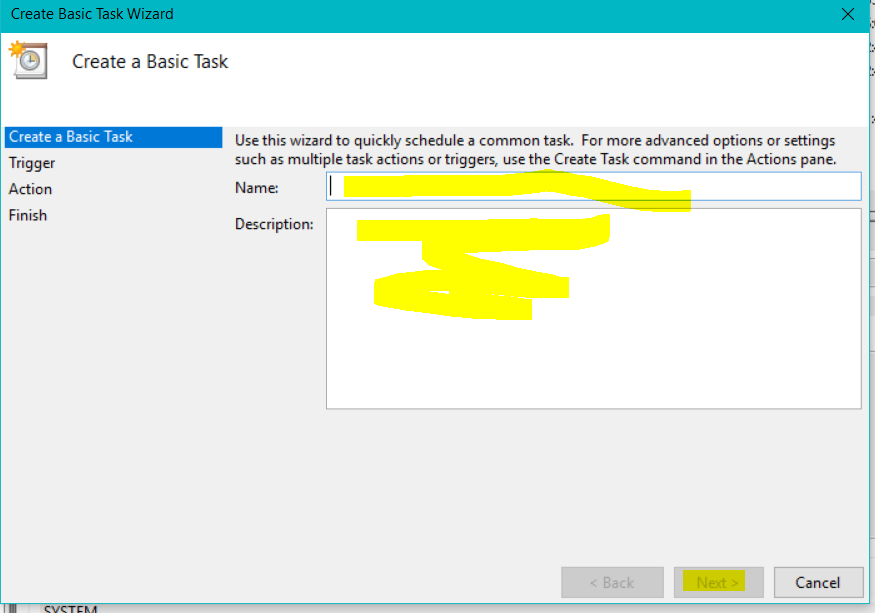 Create Basic Task Wizard
Create a Basic Task
Create a Basic Task
Trigger
Action
Finish
Use this wizard to quickly schedule a common task. For more advanced options or settings
such as multiple task actions or triggers, use the Create Task command in the Actions pane.
Name:
Description:
< Back
Next >
Cancel
SYSTEM